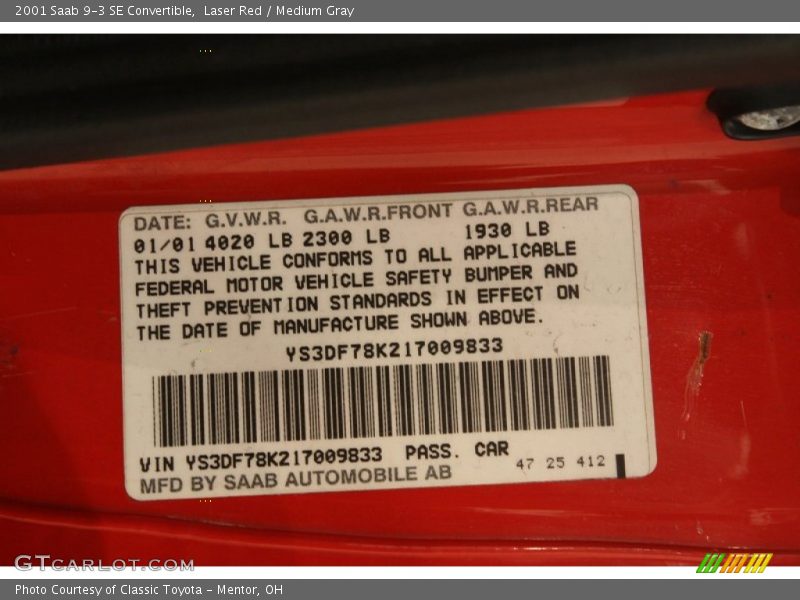 2001 Saab 9-3 SE Convertible,  Laser Red / Medium Gray
DATE: G.V.W.R. G.A.W.R.FRONT G.A.W.R.REAR
01/01 4020 LB 2300 LB 1930 LB
THIS VEHICLE CONFORMS TO ALL APPLICABLE
FEDERAL MOTOR VEHICLE SAFETY BUMPER AND
THEFT PREVENTION STANDARDS IN EFFECT ON
THE DATE OF MANUFACTURE SHOWN ABOVE.
YS3DF78K217009833
VIN YS3DF78K217009833 PASS. CAR
47 25 412
MFD BY SAAB AUTOMOBILE AB
GTCARLOT.COM
Photo Courtesy of Classic Toyota - Mentor, OH